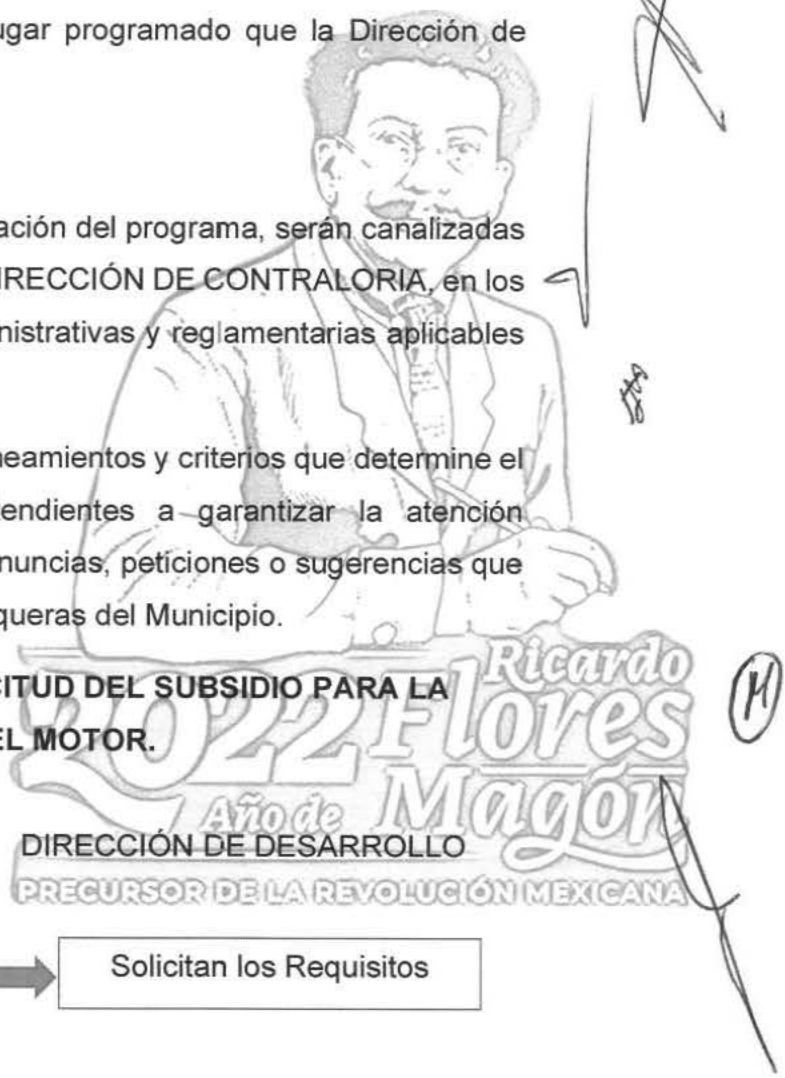 ugar programado que la Dirección de
ación del programa, serán canalizadas
IRECCIÓN DE CONTRALORIA, en los
nistrativas y reglamentarias aplicables
neamientos y criterios que determine el
tendientes a garantizar la atención
nuncias, peticiones o sugerencias que
queras del Municipio.
CITUD DEL SUBSIDIO PARA LA
EL MOTOR.
2022 Ricardo
Flores
Año de Magón
DIRECCIÓN DE DESARROLLO
PRECURSOR DE LA REVOLUCIÓN MEXICANA
Solicitan los Requisitos